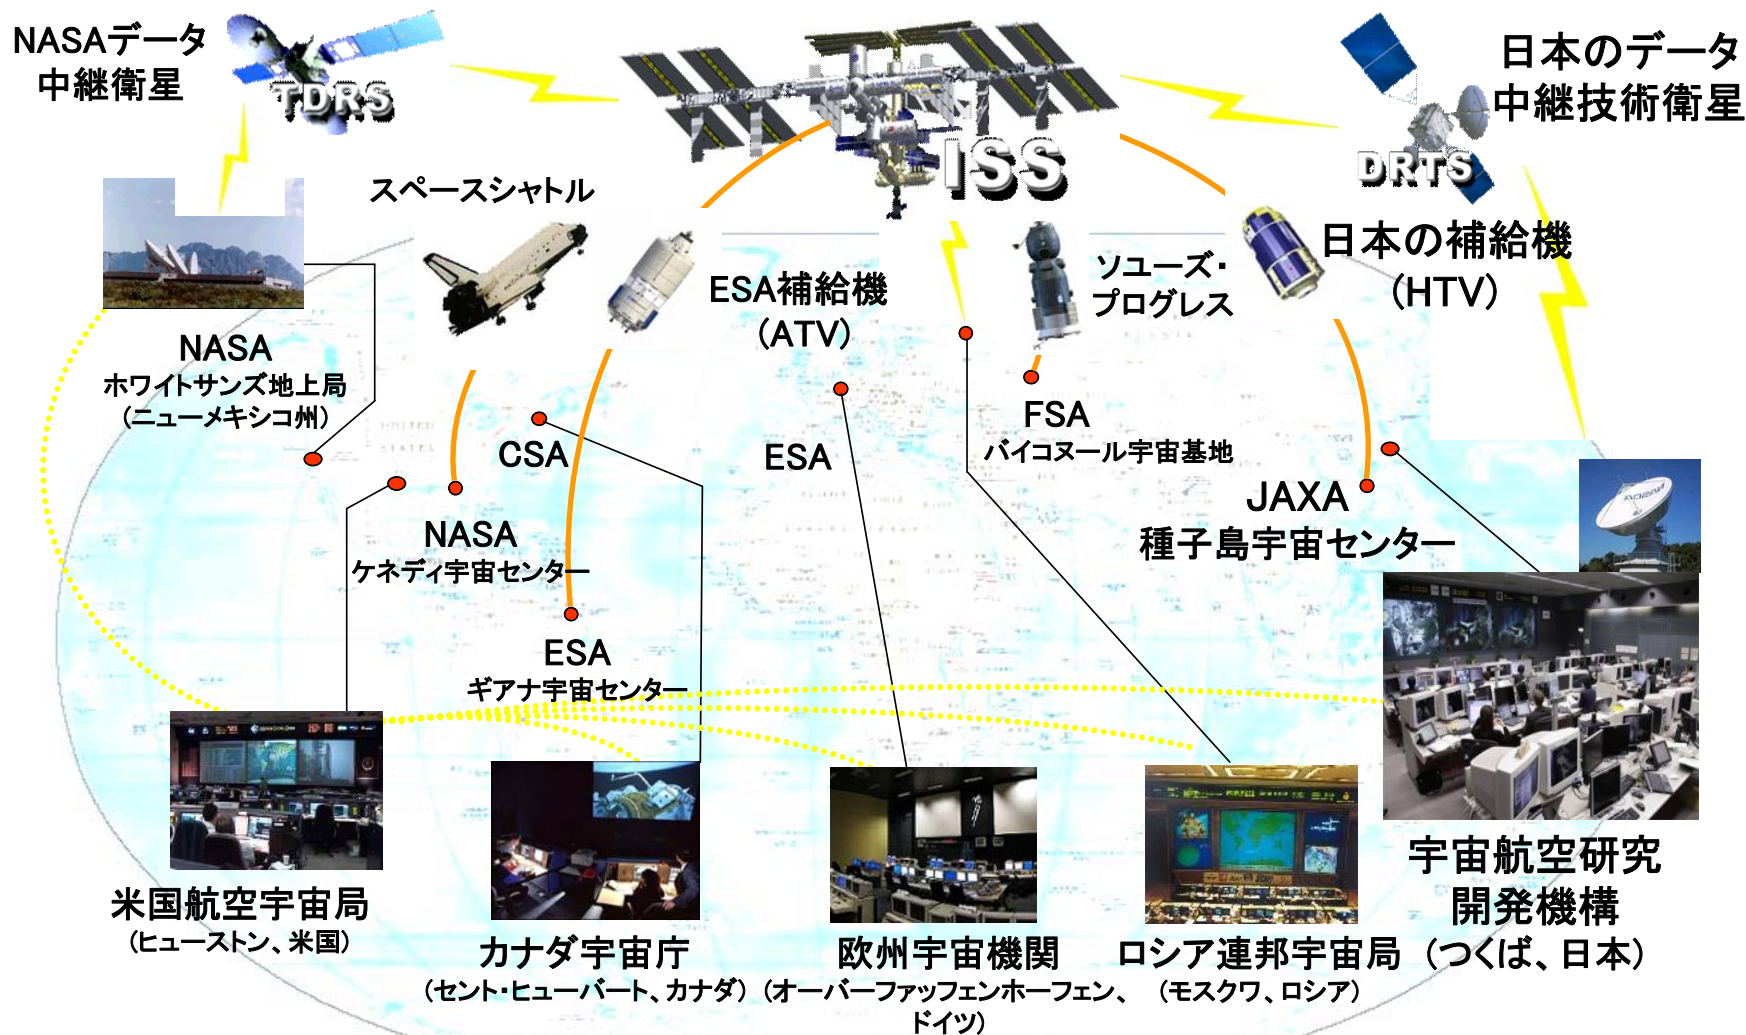 NASAデータ
中継衛星
TDRS
ISS
日本のデータ
中継技術衛星
DRTS
スペースシャトル
ESA補給機
(ATV)
ソユーズ・
プログレス
日本の補給機
(HTV)
NASA
ホワイトサンズ地上局
(ニューメキシコ州)
CSA
ESA
FSA
バイコヌール宇宙基地
NASA
ケネディ宇宙センター
JAXA
種子島宇宙センター
ESA
ギアナ宇宙センター
NASDA
米国航空宇宙局
(ヒューストン、米国)
カナダ宇宙庁
(セント・ヒューバート、カナダ)
欧州宇宙機関
(オーバーファッフェンホーフェン、
ドイツ)
ロシア連邦宇宙局
(モスクワ、ロシア)
宇宙航空研究
開発機構
(つくば、日本)